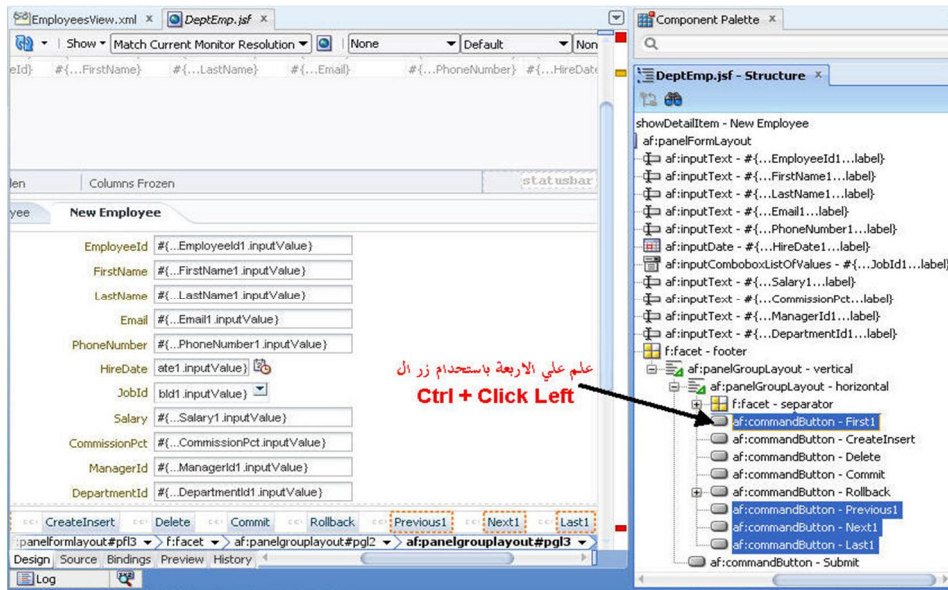 EmployeesView.xml
DeptEmp.jsf
Show
Match Current Monitor Resolution
None
Default
Non
eId} #{...FirstName} #{...LastName} #{...Email} #{...PhoneNumber} #{...HireDate
len
Columns Frozen
statusbar
yee
New Employee
EmployeeId #{...EmployeeId1.inputValue}
FirstName #{...FirstName1.inputValue}
LastName #{...LastName1.inputValue}
Email #{...Email1.inputValue}
PhoneNumber #{...PhoneNumber1.inputValue}
HireDate ate1.inputValue}
JobId bId1.inputValue}
Salary #{...Salary1.inputValue}
CommissionPct #{...CommissionPct.inputValue}
ManagerId #{...ManagerId1.inputValue}
DepartmentId #{...DepartmentId1.inputValue}
CreateInsert Delete Commit Rollback Previous1 Next1 Last1
:panelformlayout#pfl3 f:facet af:panelgrouplayout#pgl2 af:panelgrouplayout#pgl3
Design Source Bindings Preview History
Log
علم علي الاربعة باستخدام زر ال
Ctrl + Click Left
Component Palette
DeptEmp.jsf - Structure
showDetailItem - New Employee
af:panelFormLayout
af:inputText - #{...EmployeeId1...label}
af:inputText - #{...FirstName1...label}
af:inputText - #{...LastName1...label}
af:inputText - #{...Email1...label}
af:inputText - #{...PhoneNumber1...label}
af:inputDate - #{...HireDate1...label}
af:inputComboboxListOfValues - #{...JobId1...label}
af:inputText - #{...Salary1...label}
af:inputText - #{...CommissionPct...label}
af:inputText - #{...ManagerId1...label}
af:inputText - #{...DepartmentId1...label}
f:facet - footer
af:panelGroupLayout - vertical
af:panelGroupLayout - horizontal
f:facet - separator
af:commandButton - First1
af:commandButton - CreateInsert
af:commandButton - Delete
af:commandButton - Commit
af:commandButton - Rollback
af:commandButton - Previous1
af:commandButton - Next1
af:commandButton - Last1
af:commandButton - Submit